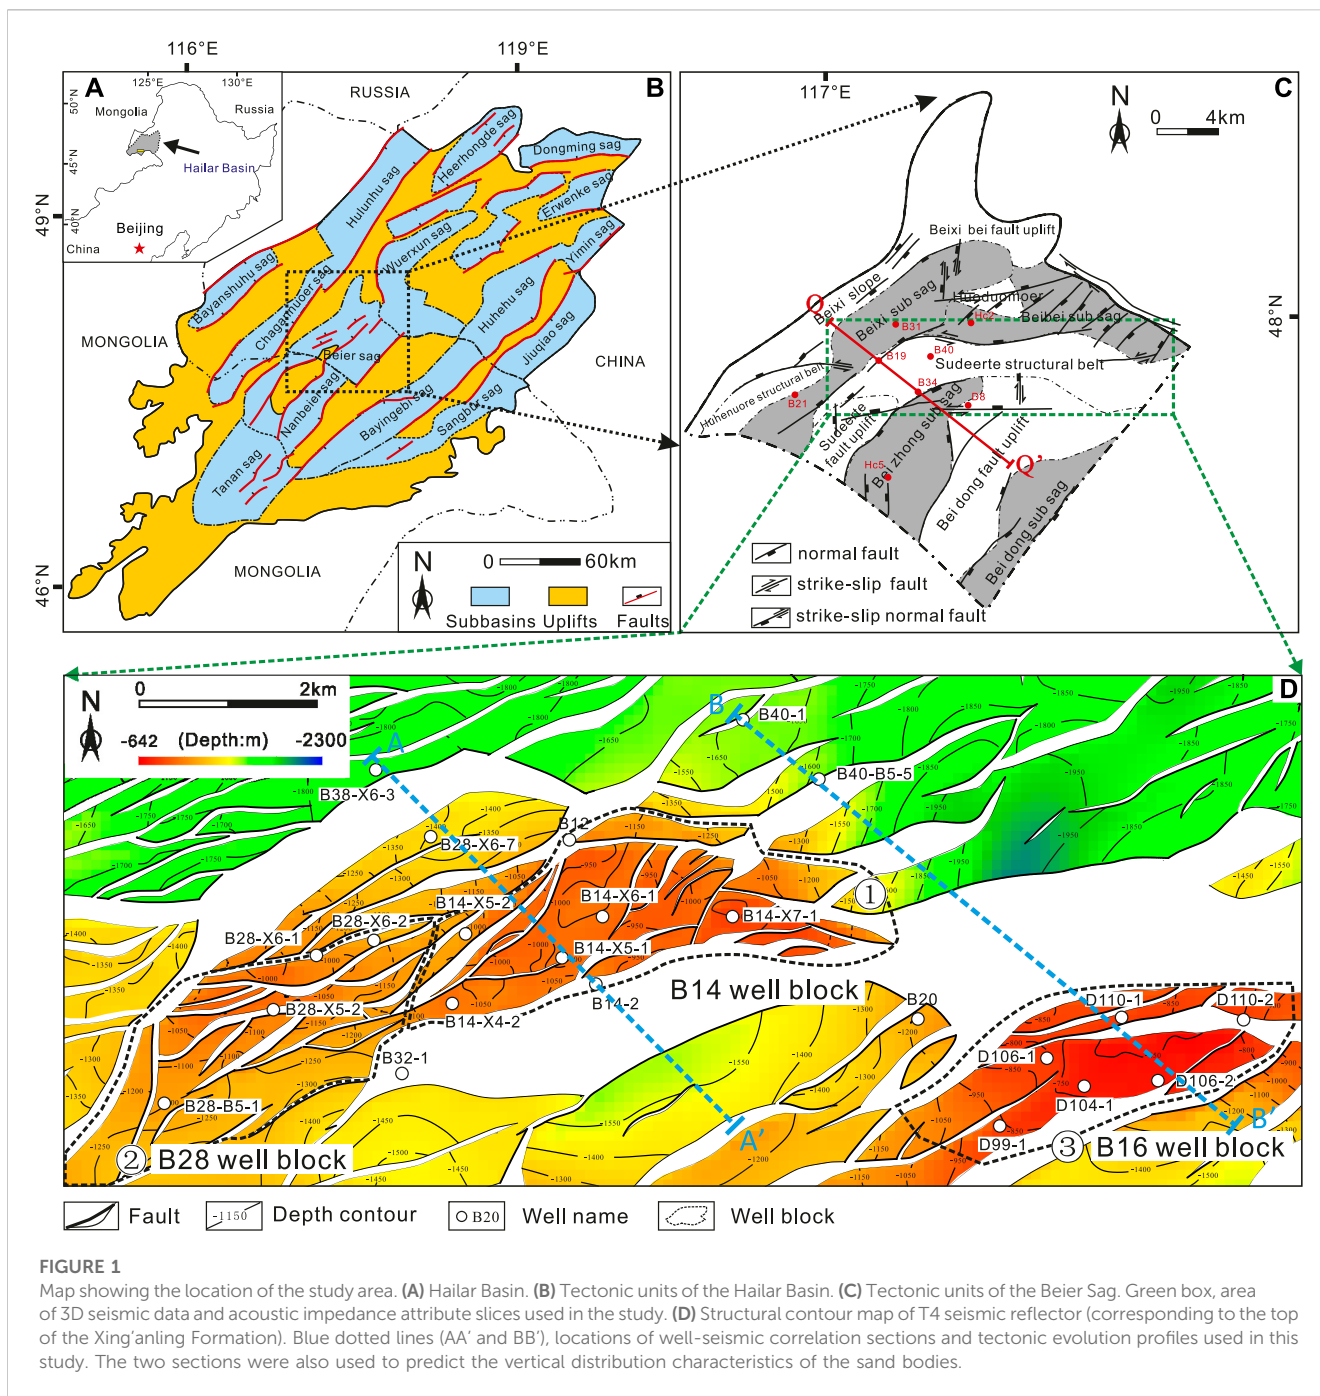 116°E
119°E
A
125°E
130°E
50°N
45°N
40°N
Mongolia
Russia
Hailar Basin
Beijing
China
B
RUSSIA
49°N
46°N
MONGOLIA
CHINA
MONGOLIA
Heerhongde sag
Dongming sag
Hulunhu sag
Erwenke sag
Wuerxun sag
Yimin sag
Bayanshuhu sag
Chagannuoer sag
Huhehu sag
Beier sag
Jiuqiao sag
Nanbeier sag
Bayingebi sag
Sangbor sag
Tanan sag
N
0 60km
Subbasins Uplifts Faults
117°E
C
N
0 4km
48°N
Beixi bei fault uplift
Beixi slope
Beixi sub sag
Hueduomoer
Beibei sub sag
Q
B31
Hc2
B19
B40
Sudeerte structural belt
B34
D8
Huhenuore structural belt
B21
Sudeerte
fault uplift
Bei zhong sub sag
Hc5
Q'
Bei dong fault uplift
Bei dong sub sag
normal fault
strike-slip fault
strike-slip normal fault
D
N
0 2km
-642 (Depth:m) -2300
A
B
B40-1
B38-X6-3
B40-B5-5
B28-X6-7
B12
B14-X5-2
B14-X6-1
B14-X7-1
①
B28-X6-1
B28-X6-2
B14-X5-1
B14-2
B14 well block
B28-X5-2
B14-X4-2
B20
D110-1
D110-2
B32-1
D106-1
D106-2
B28-B5-1
D104-1
D99-1
A'
B'
② B28 well block
③ B16 well block
Fault
-1150
Depth contour
B20
Well name
Well block
FIGURE 1
Map showing the location of the study area. (A) Hailar Basin. (B) Tectonic units of the Hailar Basin. (C) Tectonic units of the Beier Sag. Green box, area
of 3D seismic data and acoustic impedance attribute slices used in the study. (D) Structural contour map of T4 seismic reflector (corresponding to the top
of the Xing'anling Formation). Blue dotted lines (AA' and BB'), locations of well-seismic correlation sections and tectonic evolution profiles used in this
study. The two sections were also used to predict the vertical distribution characteristics of the sand bodies.